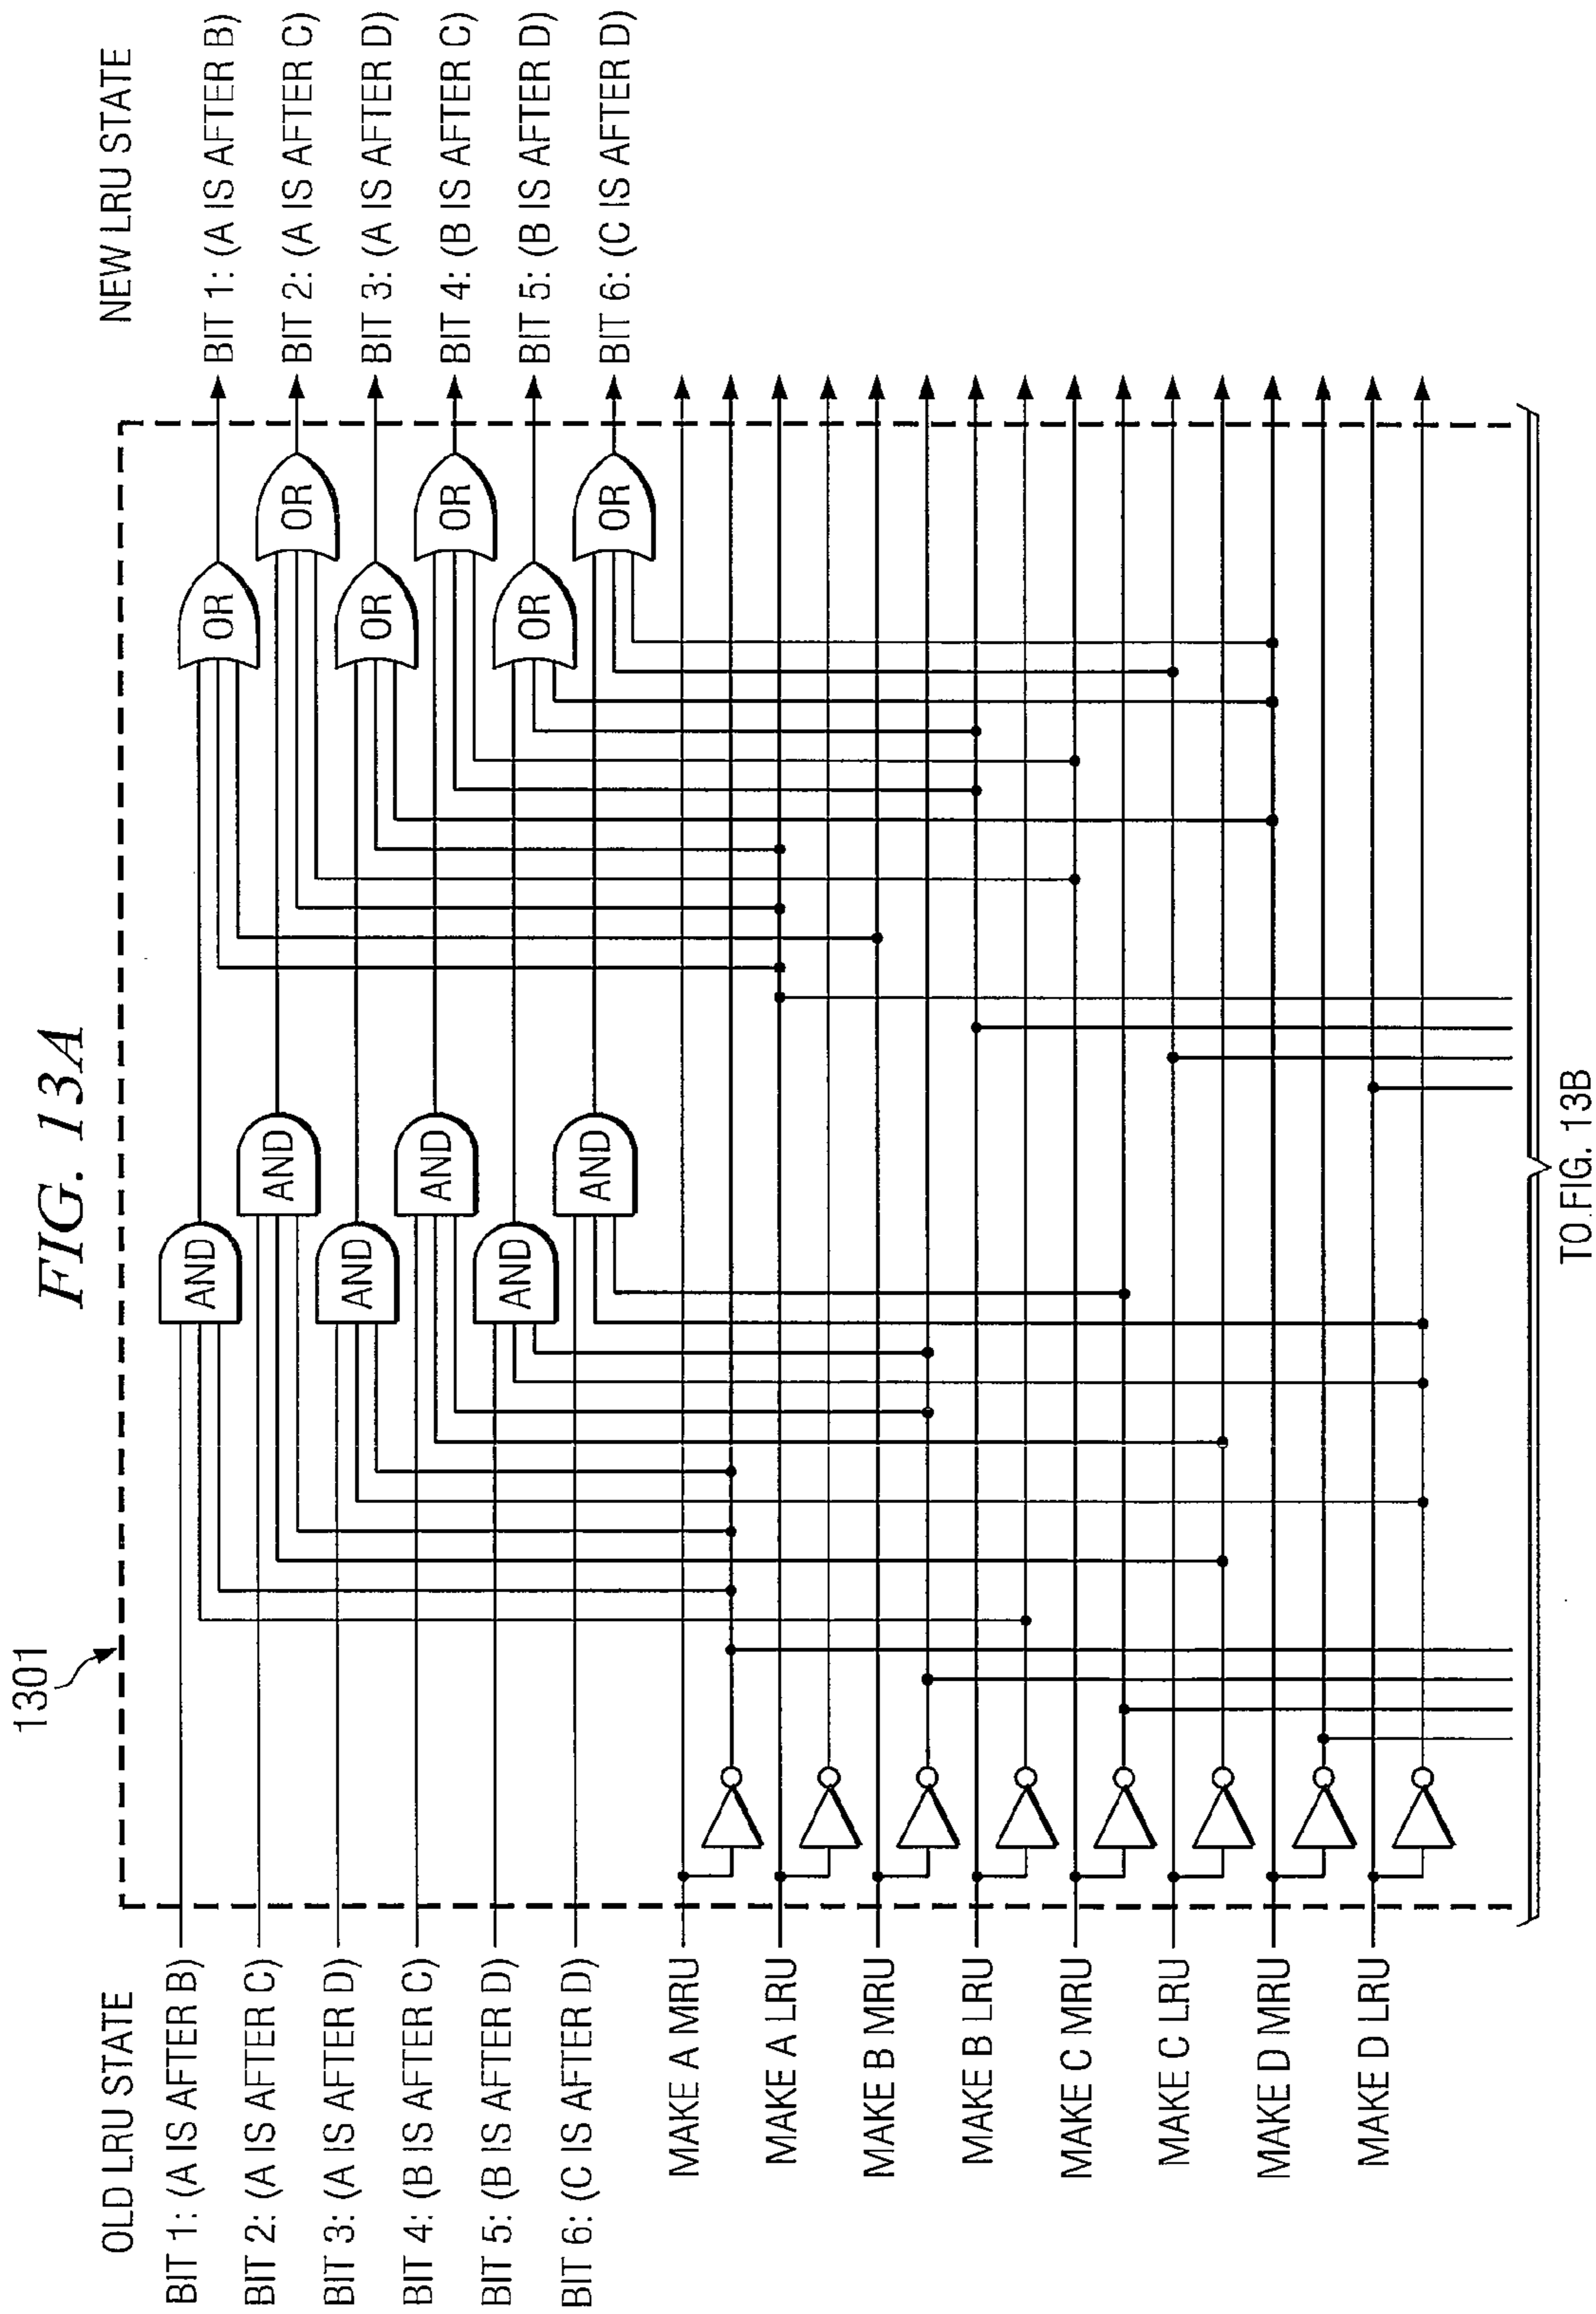 FIG. 13A
1301
OLD LRU STATE
BIT 1: (A IS AFTER B)
BIT 2: (A IS AFTER C)
BIT 3: (A IS AFTER D)
BIT 4: (B IS AFTER C)
BIT 5: (B IS AFTER D)
BIT 6: (C IS AFTER D)
MAKE A MRU
MAKE A LRU
MAKE B MRU
MAKE B LRU
MAKE C MRU
MAKE C LRU
MAKE D MRU
MAKE D LRU
AND
AND
AND
AND
AND
AND
OR
OR
OR
OR
OR
OR
NEW LRU STATE
BIT 1: (A IS AFTER B)
BIT 2: (A IS AFTER C)
BIT 3: (A IS AFTER D)
BIT 4: (B IS AFTER C)
BIT 5: (B IS AFTER D)
BIT 6: (C IS AFTER D)
TO FIG. 13B